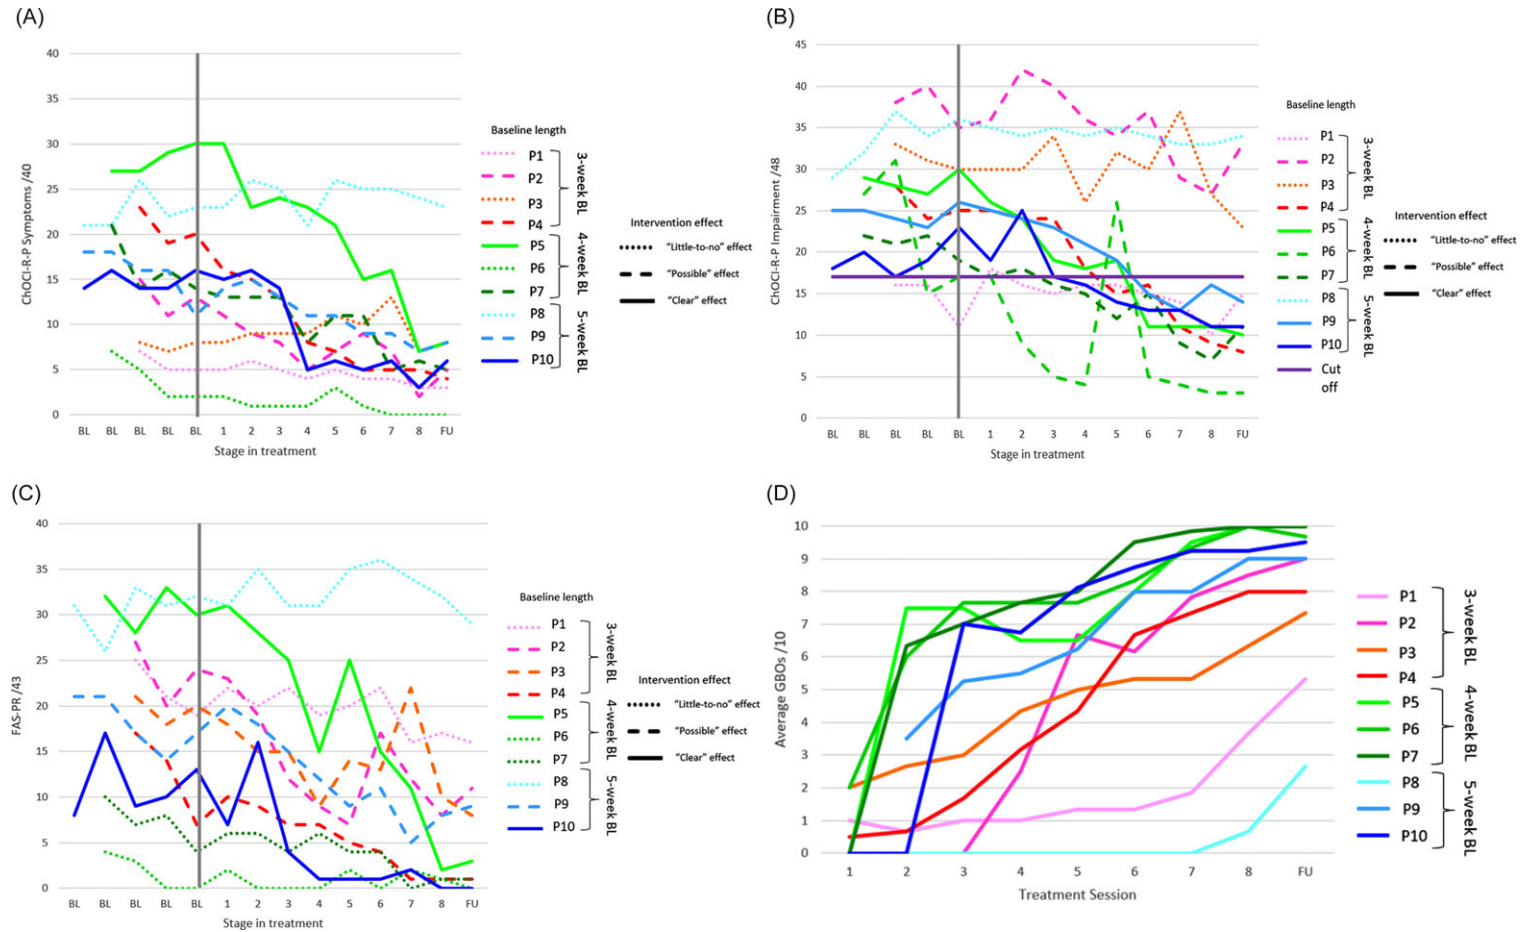 (A)
40
35
30
25
20
15
10
5
0
ChOCI-R-P Symptoms /40
BL BL BL BL BL 1 2 3 4 5 6 7 8 FU
Stage in treatment
Baseline length
P1
P2
P3
P4
P5
P6
P7
P8
P9
P10
3-week BL
4-week BL
5-week BL
Intervention effect
"Little-to-no" effect
"Possible" effect
"Clear" effect
(B)
45
40
35
30
25
20
15
10
5
0
ChOCI-R-P Impairment /48
BL BL BL BL BL 1 2 3 4 5 6 7 8 FU
Stage in treatment
Baseline length
P1
P2
P3
P4
P5
P6
P7
P8
P9
P10
Cut
off
3-week BL
4-week BL
5-week BL
Intervention effect
"Little-to-no" effect
"Possible" effect
"Clear" effect
(C)
40
35
30
25
20
15
10
5
0
FAS-PR /43
BL BL BL BL BL 1 2 3 4 5 6 7 8 FU
Stage in treatment
Baseline length
P1
P2
P3
P4
P5
P6
P7
P8
P9
P10
3-week BL
4-week BL
5-week BL
Intervention effect
"Little-to-no" effect
"Possible" effect
"Clear" effect
(D)
10
9
8
7
6
5
4
3
2
1
0
Average GBOs /10
1 2 3 4 5 6 7 8 FU
Treatment Session
P1
P2
P3
P4
P5
P6
P7
P8
P9
P10
3-week BL
4-week BL
5-week BL